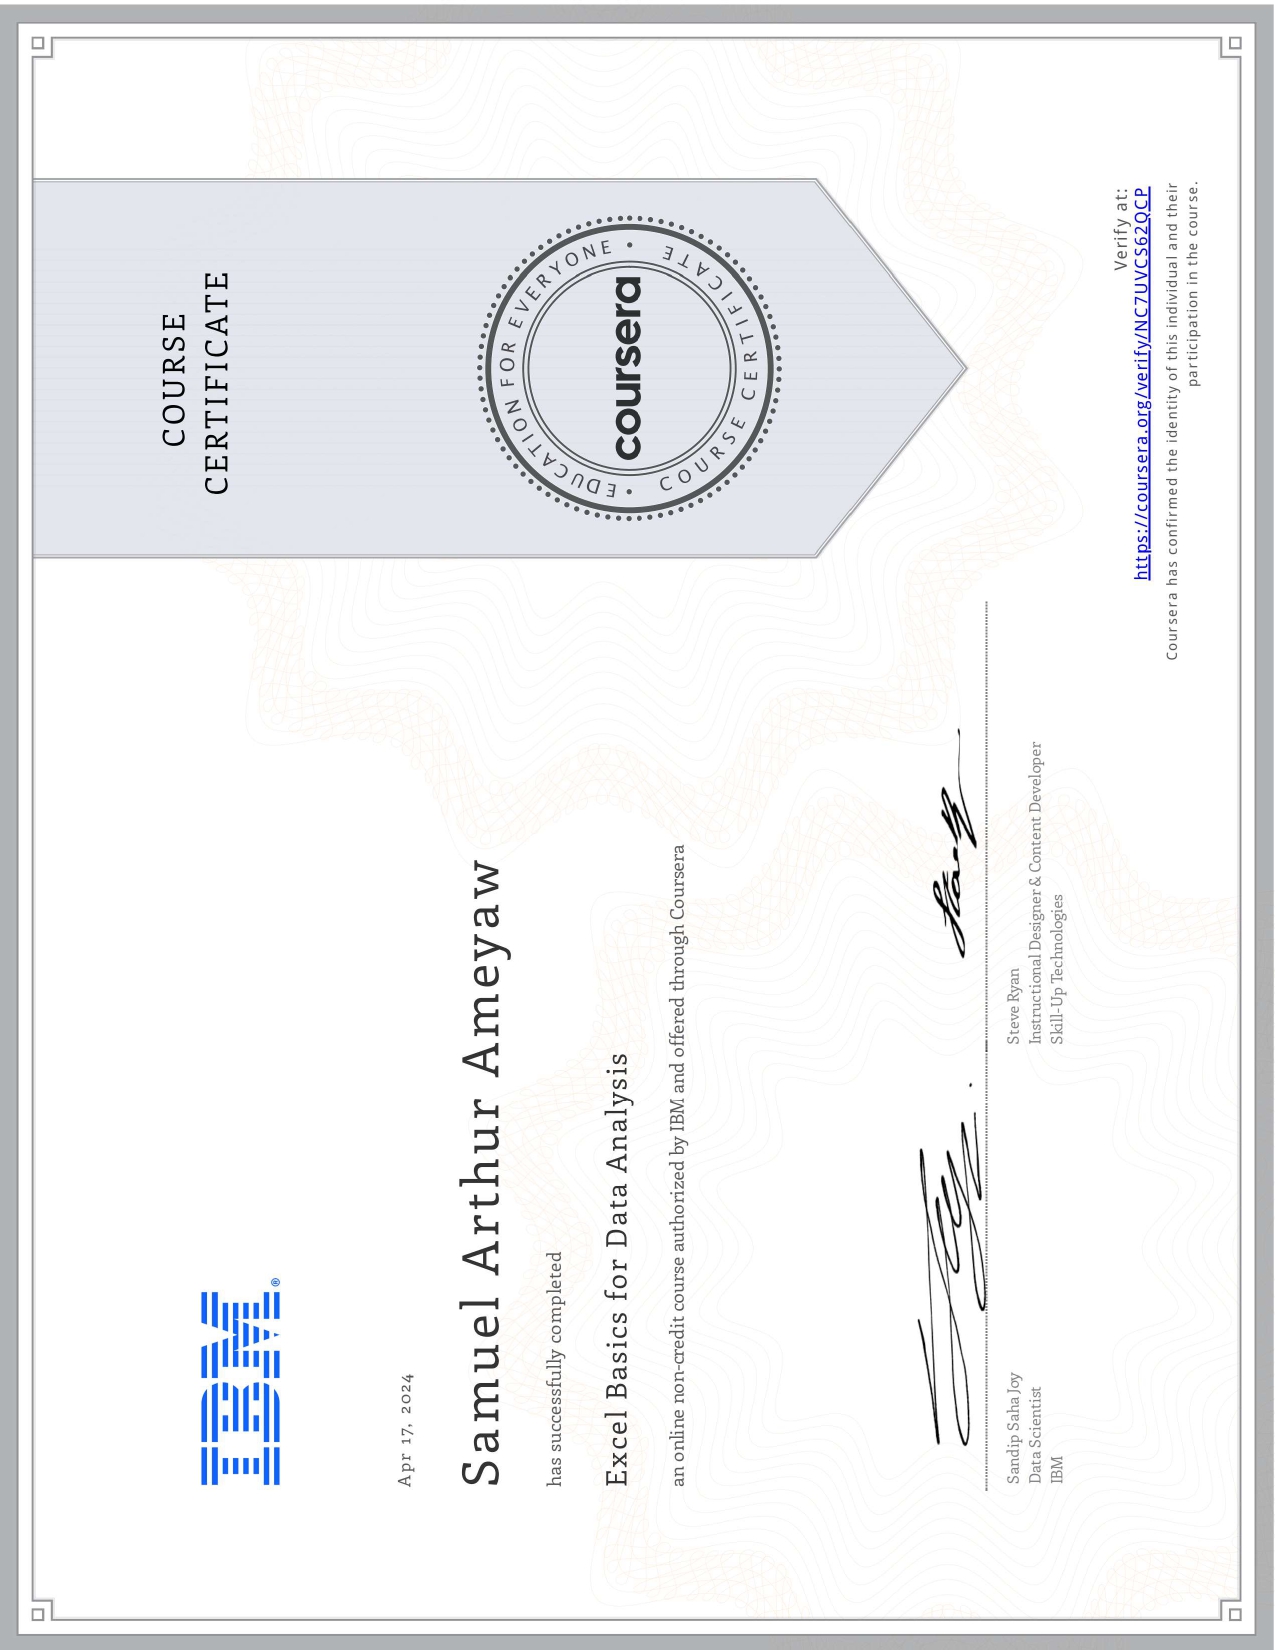 COURSE
CERTIFICATE
IBM®
Apr 17, 2024
Samuel Arthur Ameyaw
has successfully completed
Excel Basics for Data Analysis
an online non-credit course authorized by IBM and offered through Coursera
EDUCATION FOR EVERYONE
coursera
COURSE CERTIFICATE
Sandip Saha Joy
Data Scientist
IBM
Steve Ryan
Instructional Designer & Content Developer
Skill-Up Technologies
Verify at:
https://coursera.org/verify/NC7UVCS62QCP
Coursera has confirmed the identity of this individual and their
participation in the course.